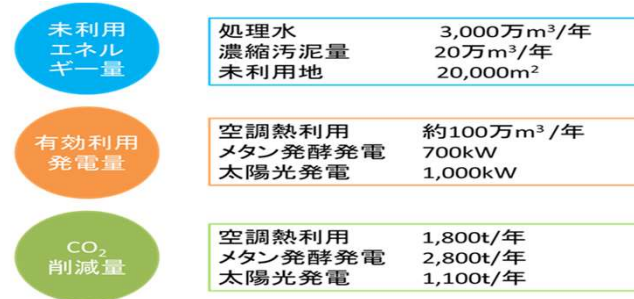 未利用
エネル
ギー量
処理水 3,000万m³/年
濃縮汚泥量 20万m³/年
未利用地 20,000m²
有効利用
発電量
空調熱利用 約100万m³/年
メタン発酵発電 700kW
太陽光発電 1,000kW
CO₂
削減量
空調熱利用 1,800t/年
メタン発酵発電 2,800t/年
太陽光発電 1,100t/年